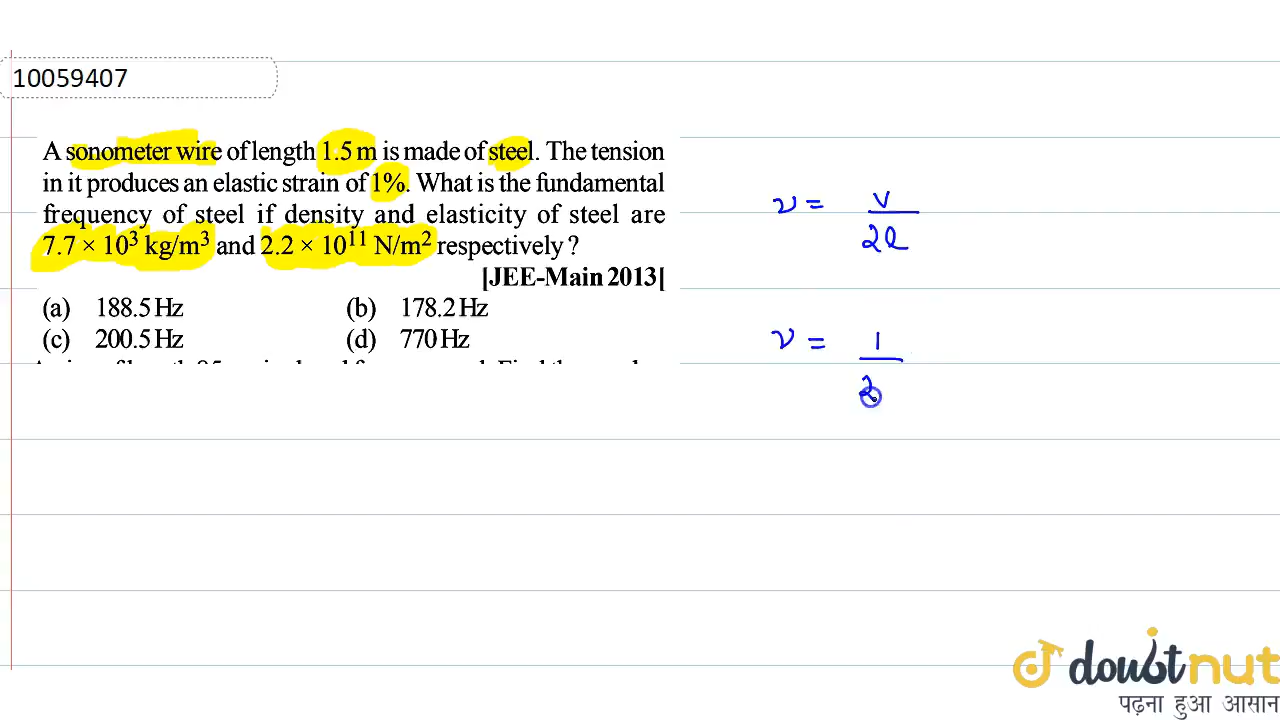 10059407
A sonometer wire of length 1.5 m is made of steel. The tension
in it produces an elastic strain of 1%. What is the fundamental
frequency of steel if density and elasticity of steel are
7.7 × 10³ kg/m³ and 2.2 × 10¹¹ N/m² respectively ?
[JEE-Main 2013[
(a) 188.5 Hz (b) 178.2 Hz
(c) 200.5 Hz (d) 770 Hz
ν = v / 2l
ν = 1 / 2
doubtnut
पढ़ना हुआ आसान